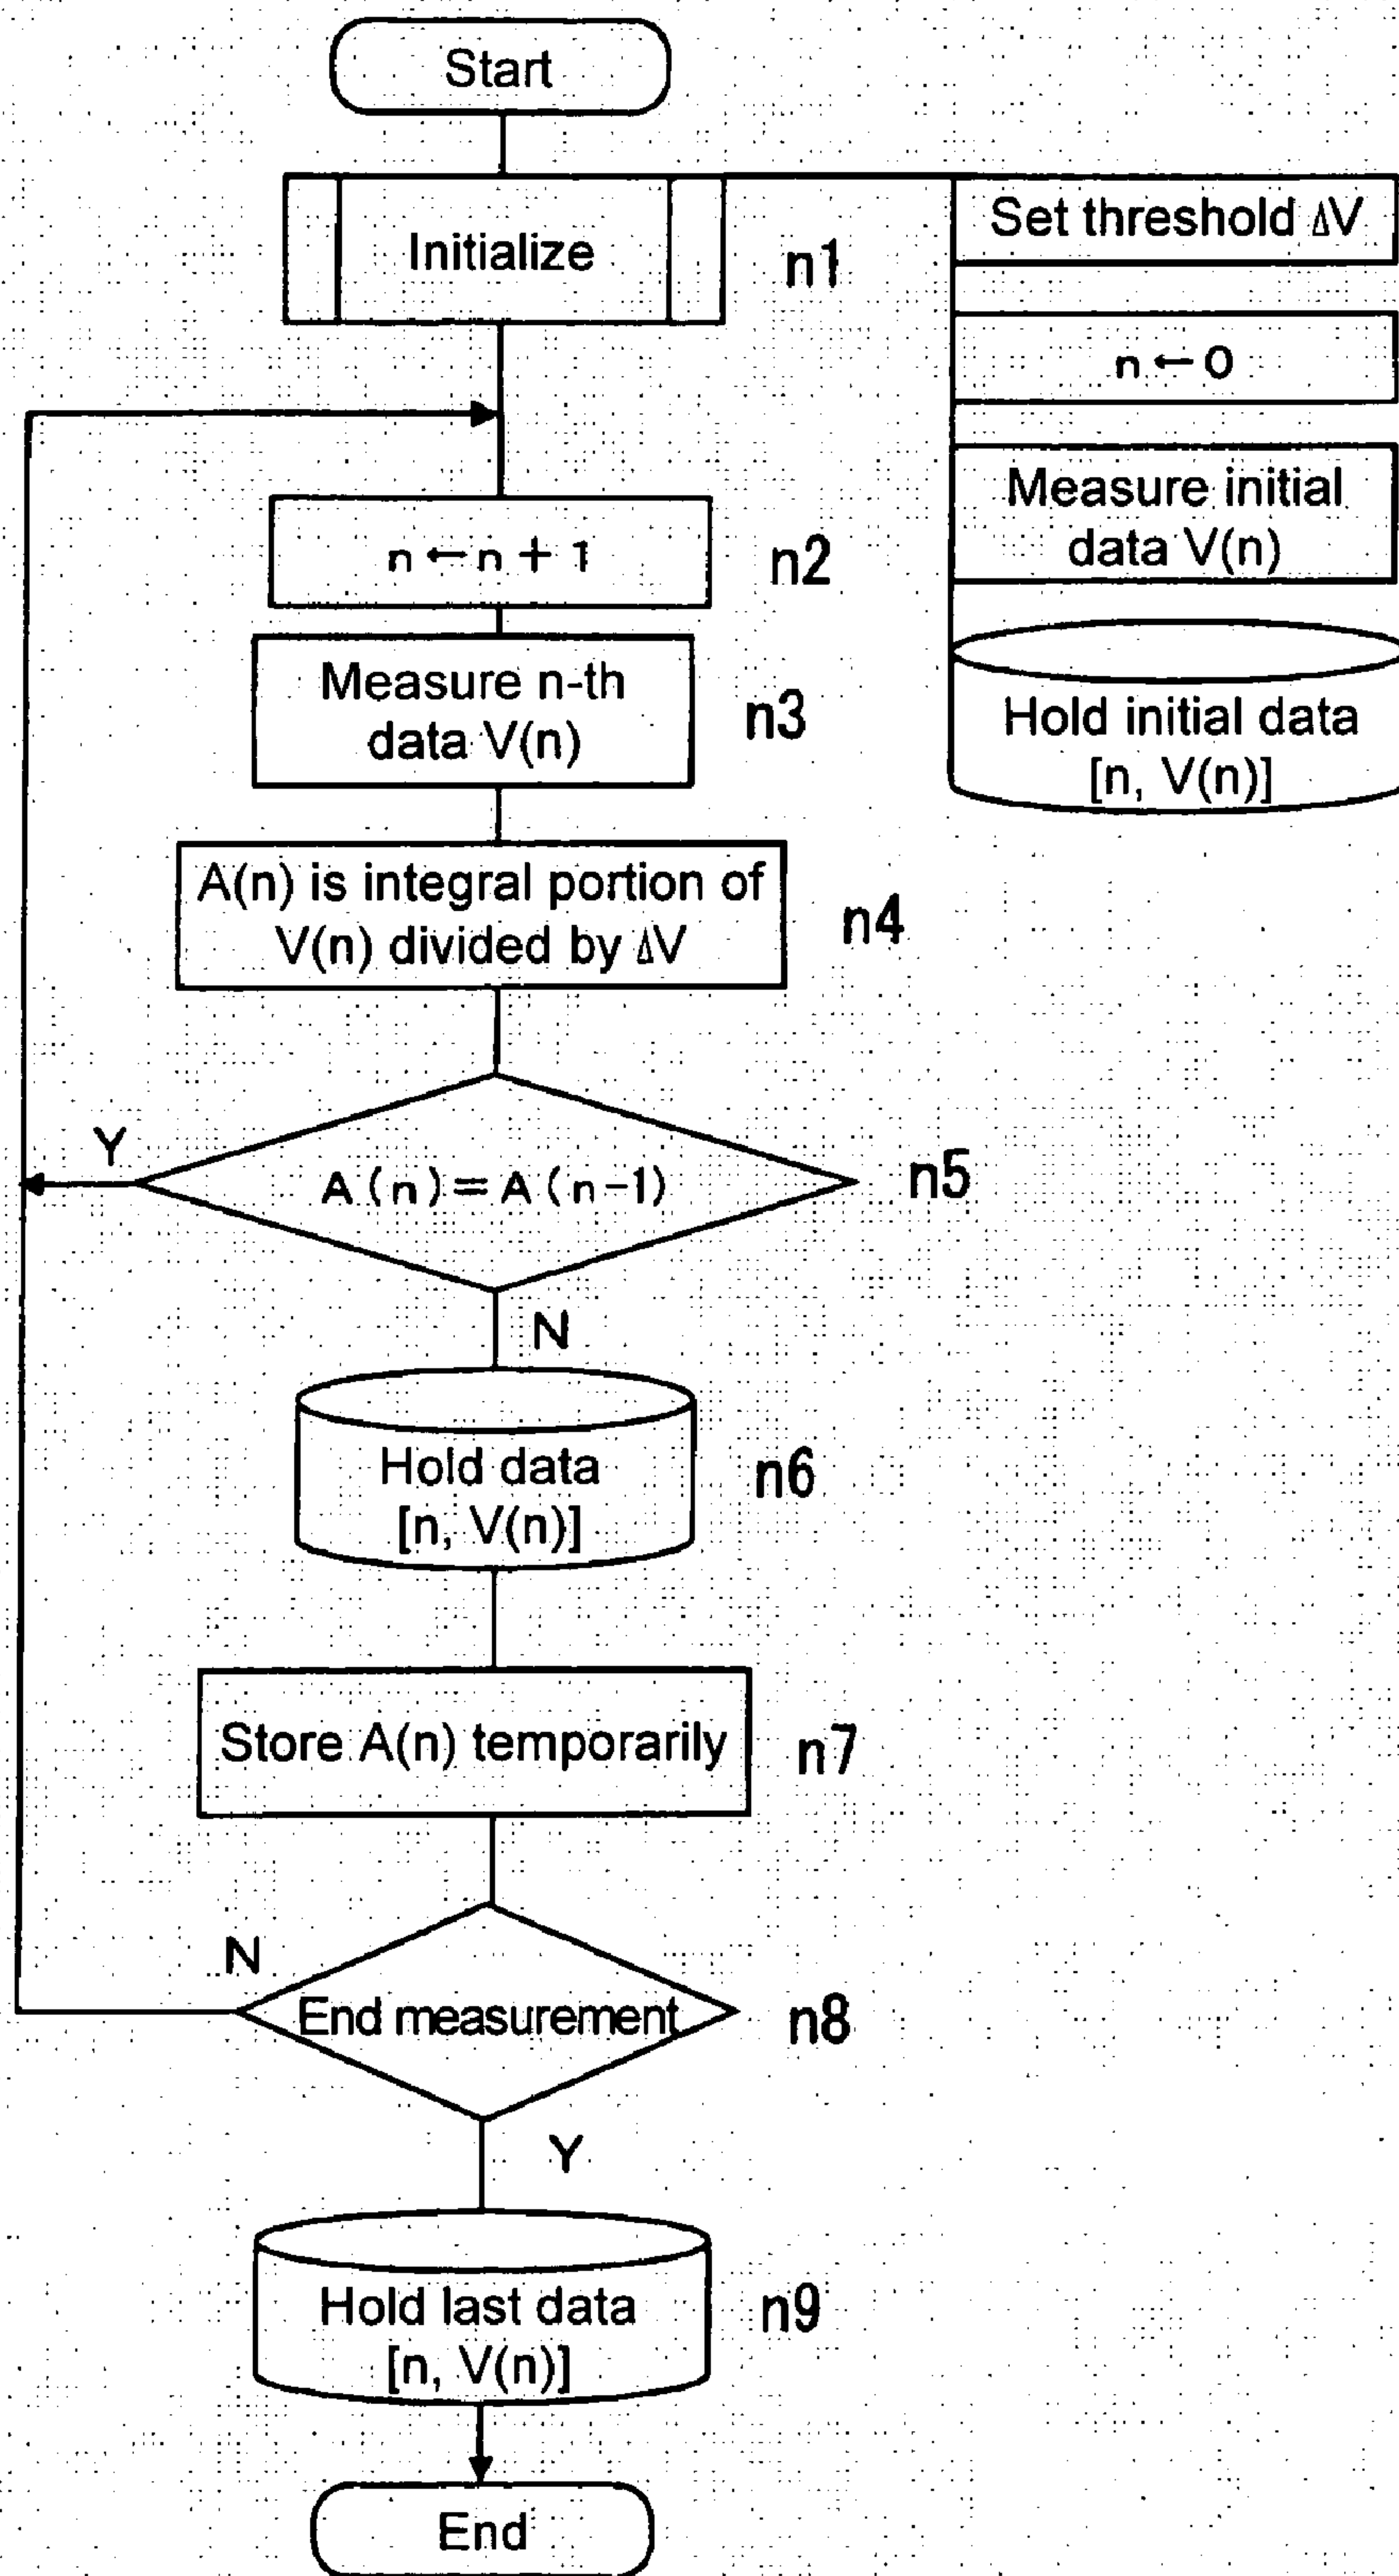 Start
Initialize
n1
Set threshold ΔV
n ← 0
Measure initial
data V(n)
Hold initial data
[n, V(n)]
n ← n + 1
n2
Measure n-th
data V(n)
n3
A(n) is integral portion of
V(n) divided by ΔV
n4
Y
A(n)=A(n-1)
n5
N
Hold data
[n, V(n)]
n6
Store A(n) temporarily
n7
N
End measurement
n8
Y
Hold last data
[n, V(n)]
n9
End